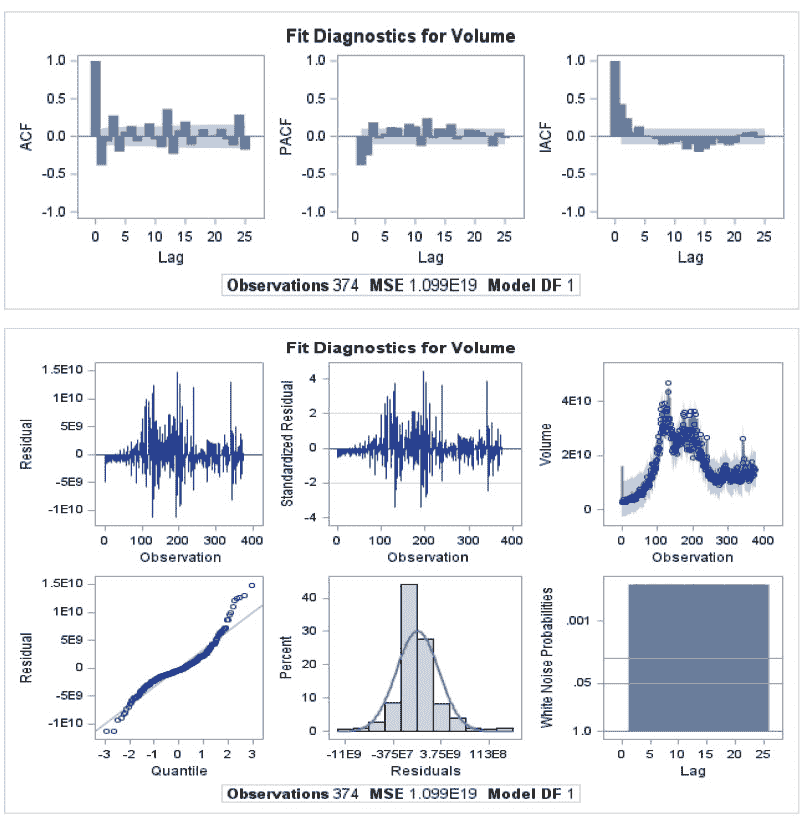 Fit Diagnostics for Volume
ACF
1.0
0.5
0.0
-0.5
-1.0
0 5 10 15 20 25
Lag
PACF
1.0
0.5
0.0
-0.5
-1.0
0 5 10 15 20 25
Lag
IACF
1.0
0.5
0.0
-0.5
-1.0
0 5 10 15 20 25
Lag
Observations 374 MSE 1.099E19 Model DF 1
Fit Diagnostics for Volume
Residual
1.5E10
1E10
5E9
0
-5E9
-1E10
0 100 200 300 400
Observation
Standardized Residual
4
2
0
-2
-4
0 100 200 300 400
Observation
Volume
4E10
2E10
0
0 100 200 300 400
Observation
Residual
1.5E10
1E10
5E9
0
-5E9
-1E10
-3 -2 -1 0 1 2 3
Quantile
Percent
40
30
20
10
0
-11E9 -375E7 3.75E9 113E8
Residuals
White Noise Probabilities
.001
.05
1.0
0 5 10 15 20 25
Lag
Observations 374 MSE 1.099E19 Model DF 1